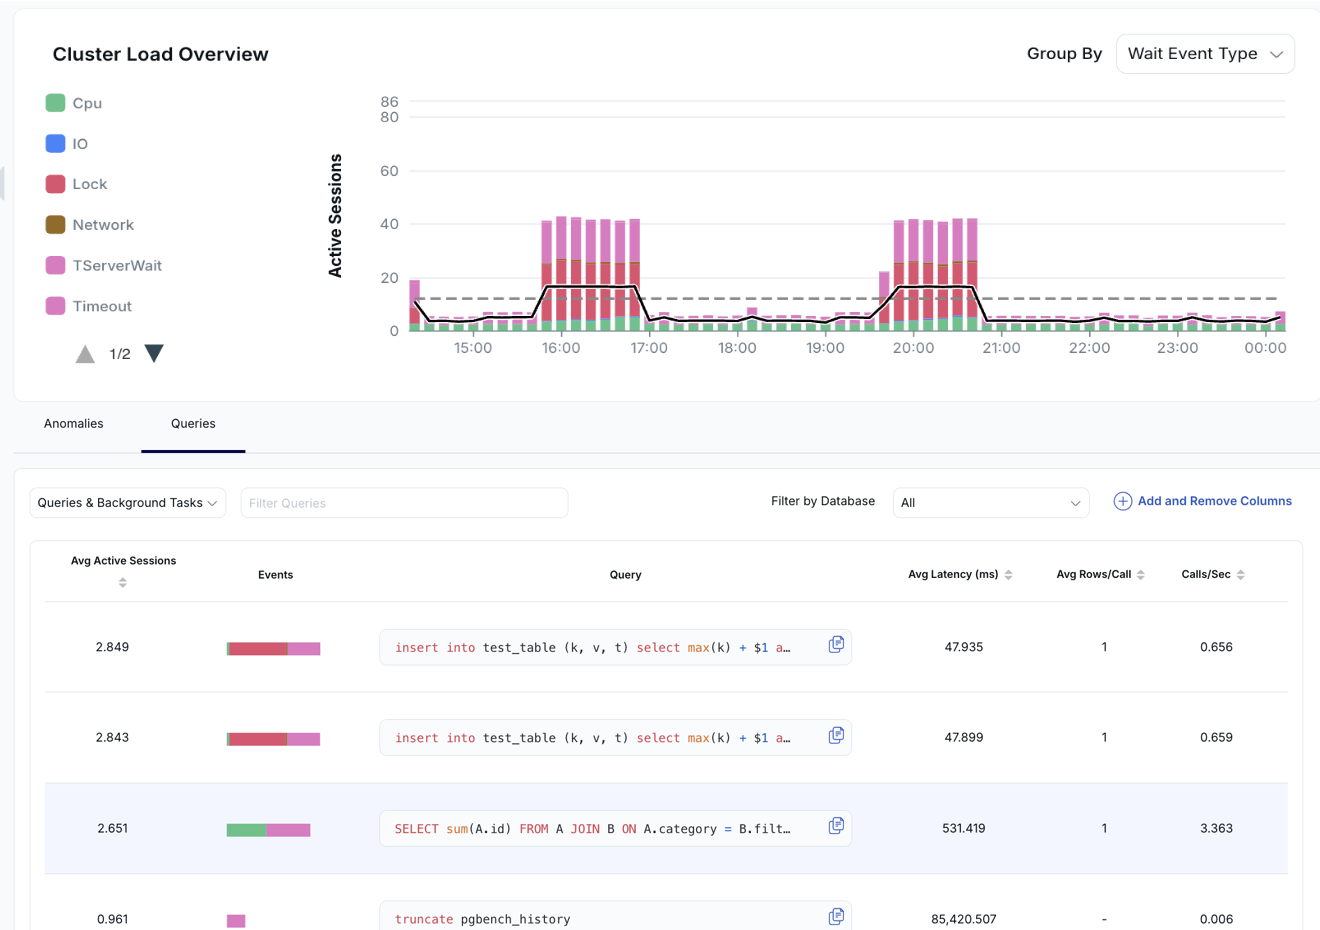 Cluster Load Overview
Group By
Wait Event Type
Cpu
IO
Lock
Network
TServerWait
Timeout
1/2
Active Sessions
86
80
60
40
20
0
15:00 16:00 17:00 18:00 19:00 20:00 21:00 22:00 23:00 00:00
Anomalies Queries
Queries & Background Tasks
Filter Queries
Filter by Database
All
Add and Remove Columns
Avg Active Sessions Events Query Avg Latency (ms) Avg Rows/Call Calls/Sec
2.849 insert into test_table (k, v, t) select max(k) + $1 a… 47.935 1 0.656
2.843 insert into test_table (k, v, t) select max(k) + $1 a… 47.899 1 0.659
2.651 SELECT sum(A.id) FROM A JOIN B ON A.category = B.filt… 531.419 1 3.363
0.961 truncate pgbench_history 85,420.507 - 0.006